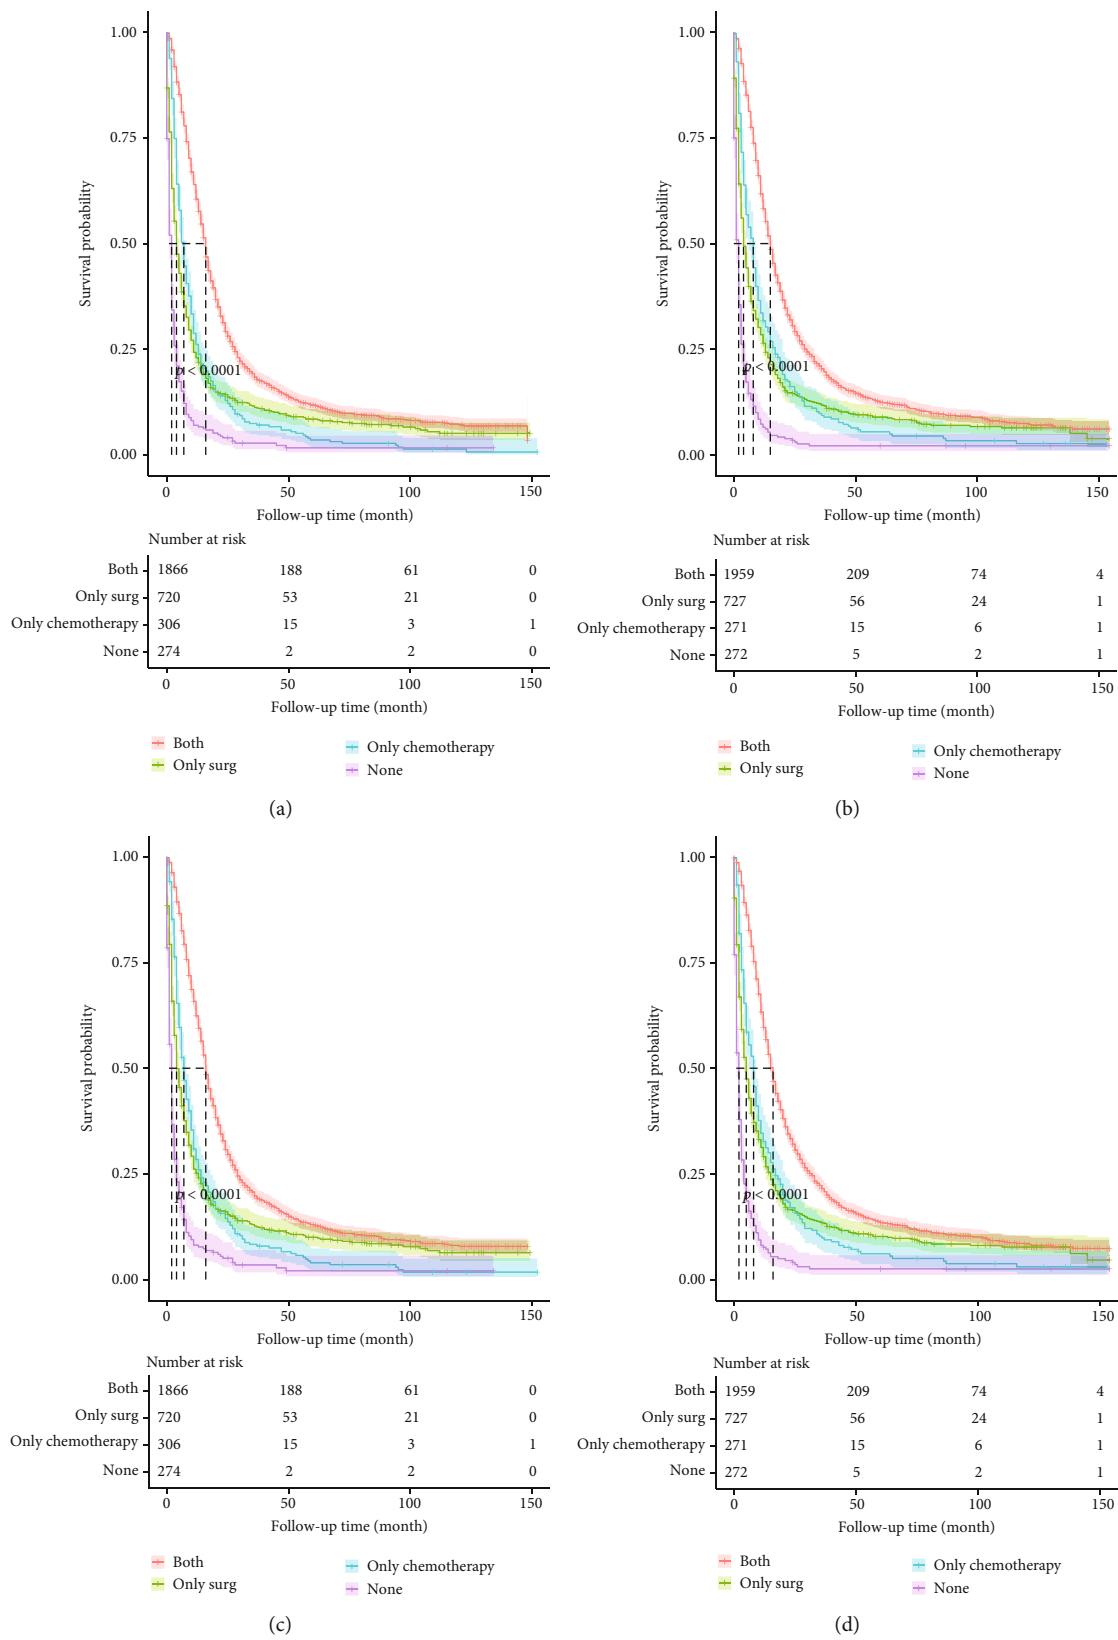 1.00
0.75
0.50
0.25
0.00
Survival probability
p < 0.0001
0 50 100 150
Follow-up time (month)
Number at risk
Both 1866 188 61 0
Only surg 720 53 21 0
Only chemotherapy 306 15 3 1
None 274 2 2 0
0 50 100 150
Follow-up time (month)
Both Only chemotherapy
Only surg None
(a)
1.00
0.75
0.50
0.25
0.00
Survival probability
p < 0.0001
0 50 100 150
Follow-up time (month)
Number at risk
Both 1959 209 74 4
Only surg 727 56 24 1
Only chemotherapy 271 15 6 1
None 272 5 2 1
0 50 100 150
Follow-up time (month)
Both Only chemotherapy
Only surg None
(b)
1.00
0.75
0.50
0.25
0.00
Survival probability
p < 0.0001
0 50 100 150
Follow-up time (month)
Number at risk
Both 1866 188 61 0
Only surg 720 53 21 0
Only chemotherapy 306 15 3 1
None 274 2 2 0
0 50 100 150
Follow-up time (month)
Both Only chemotherapy
Only surg None
(c)
1.00
0.75
0.50
0.25
0.00
Survival probability
p < 0.0001
0 50 100 150
Follow-up time (month)
Number at risk
Both 1959 209 74 4
Only surg 727 56 24 1
Only chemotherapy 271 15 6 1
None 272 5 2 1
0 50 100 150
Follow-up time (month)
Both Only chemotherapy
Only surg None
(d)